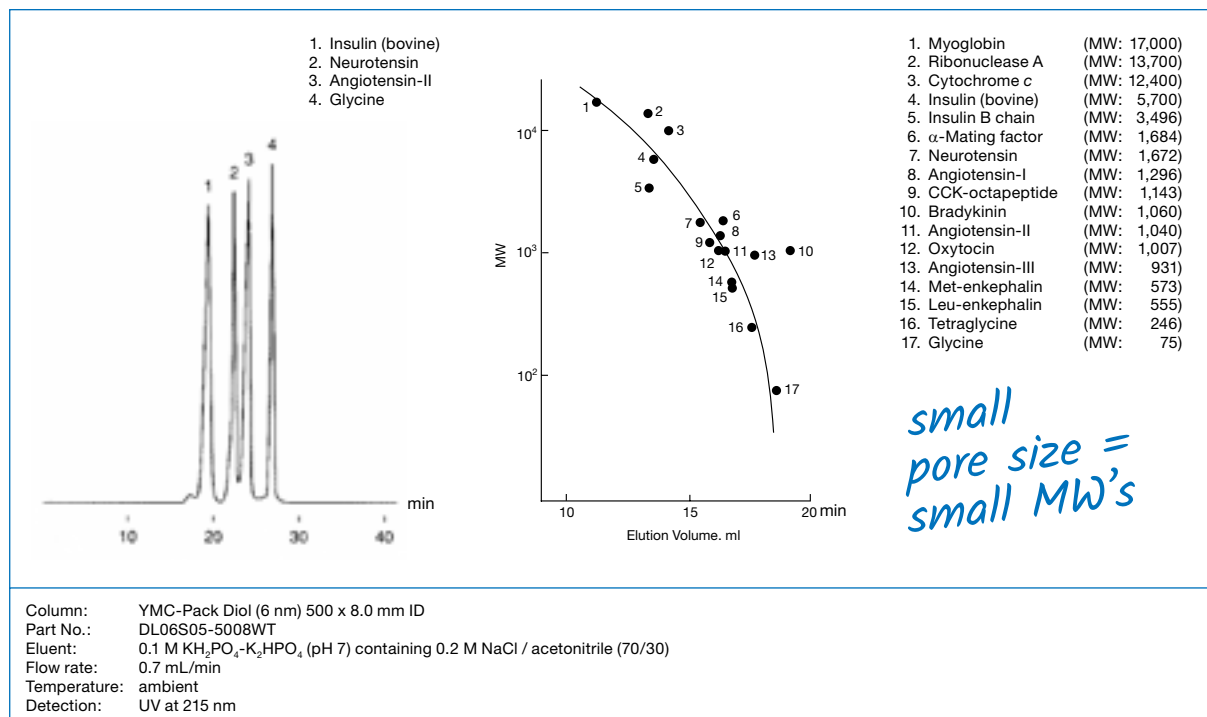 1. Insulin (bovine)
2. Neurotensin
3. Angiotensin-II
4. Glycine
1
2
3
4
min
10
20
30
40
MW
10⁴
10³
10²
1
2
3
4
5
6
7
8
9
10
11
12
13
14
15
16
17
10
15
20 min
Elution Volume. ml
1. Myoglobin (MW: 17,000)
2. Ribonuclease A (MW: 13,700)
3. Cytochrome c (MW: 12,400)
4. Insulin (bovine) (MW: 5,700)
5. Insulin B chain (MW: 3,496)
6. α-Mating factor (MW: 1,684)
7. Neurotensin (MW: 1,672)
8. Angiotensin-I (MW: 1,296)
9. CCK-octapeptide (MW: 1,143)
10. Bradykinin (MW: 1,060)
11. Angiotensin-II (MW: 1,040)
12. Oxytocin (MW: 1,007)
13. Angiotensin-III (MW: 931)
14. Met-enkephalin (MW: 573)
15. Leu-enkephalin (MW: 555)
16. Tetraglycine (MW: 246)
17. Glycine (MW: 75)
small
pore size =
small MW's
Column: YMC-Pack Diol (6 nm) 500 x 8.0 mm ID
Part No.: DL06S05-5008WT
Eluent: 0.1 M KH₂PO₄-K₂HPO₄ (pH 7) containing 0.2 M NaCl / acetonitrile (70/30)
Flow rate: 0.7 mL/min
Temperature: ambient
Detection: UV at 215 nm